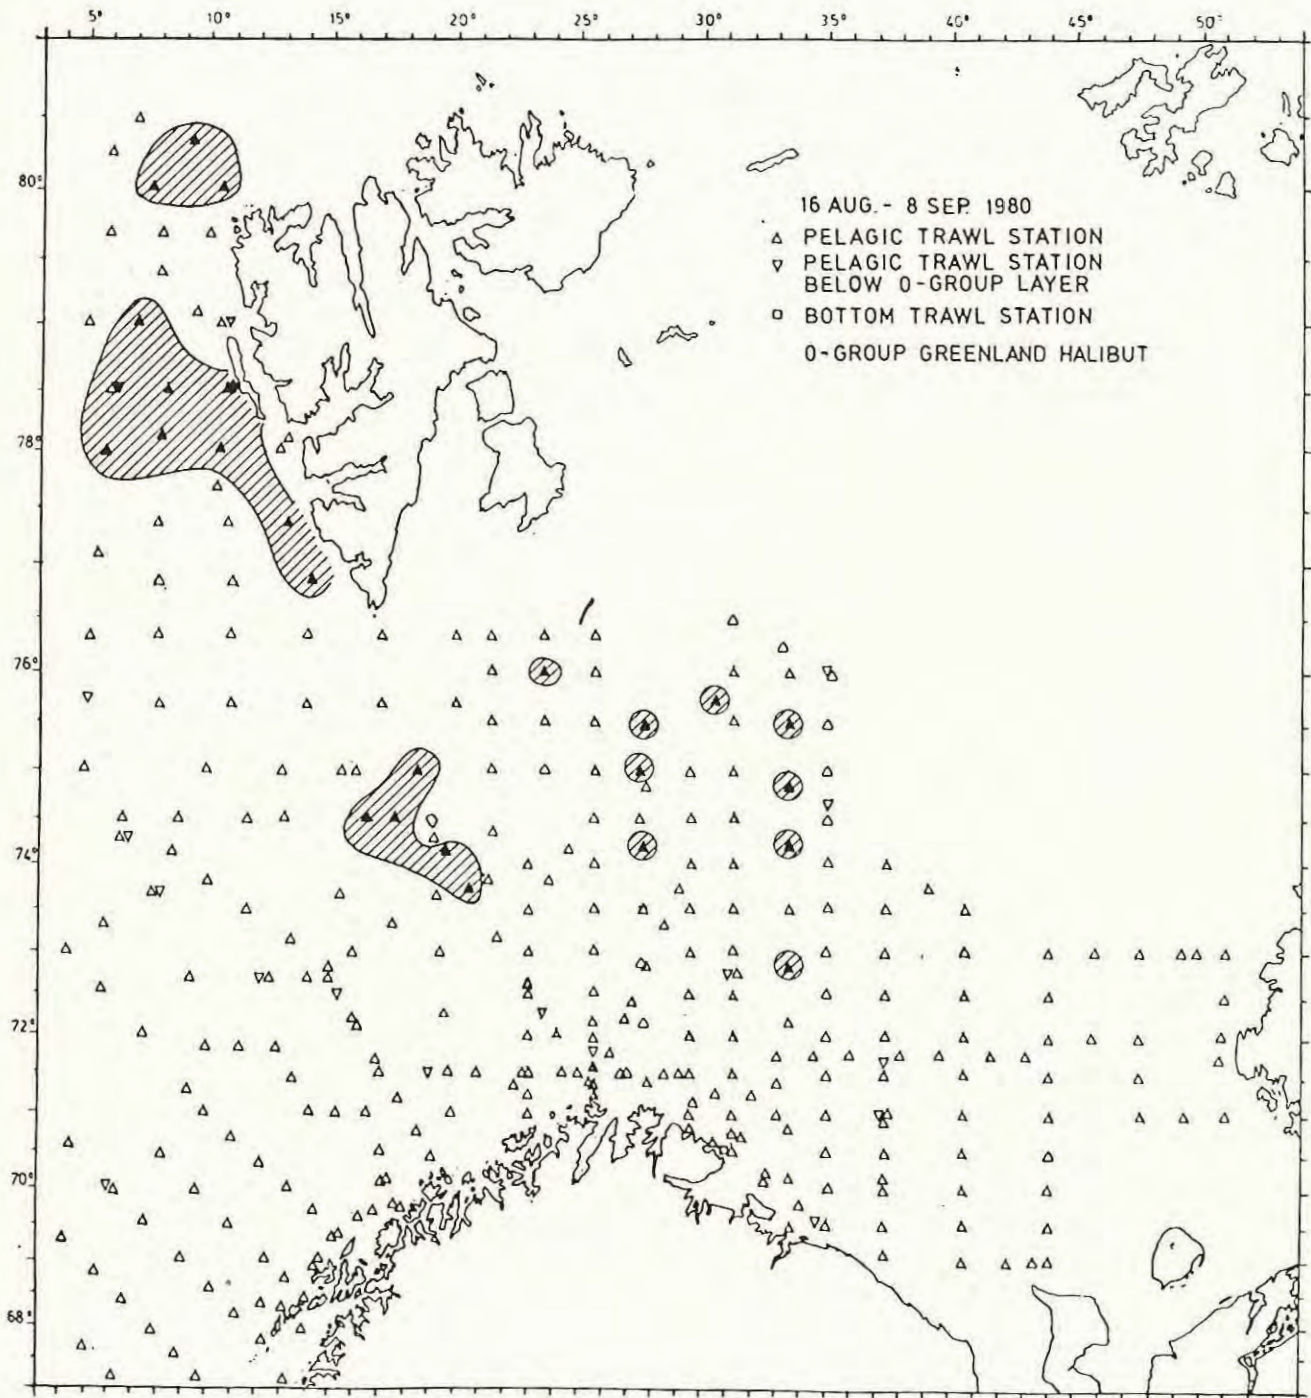 5° 10° 15° 20° 25° 30° 35° 40° 45° 50°
80°
16 AUG.- 8 SEP. 1980
PELAGIC TRAWL STATION
PELAGIC TRAWL STATION
BELOW 0-GROUP LAYER
BOTTOM TRAWL STATION
0-GROUP GREENLAND HALIBUT
78°
76°
74°
72°
70°
68°